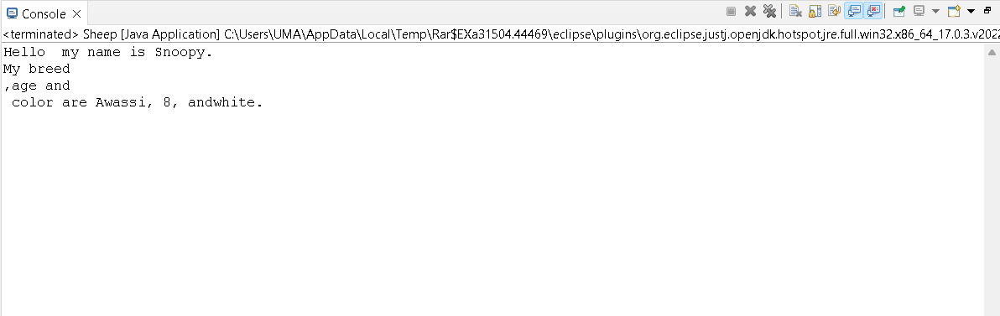 Console
<terminated> Sheep [Java Application] C:\Users\UMA\AppData\Local\Temp\Rar$EXa31504.44469\eclipse\plugins\org.eclipse.justj.openjdk.hotspot.jre.full.win32.x86_64_17.0.3.v2022
Hello  my name is Snoopy.
My breed
,age and
 color are Awassi, 8, andwhite.